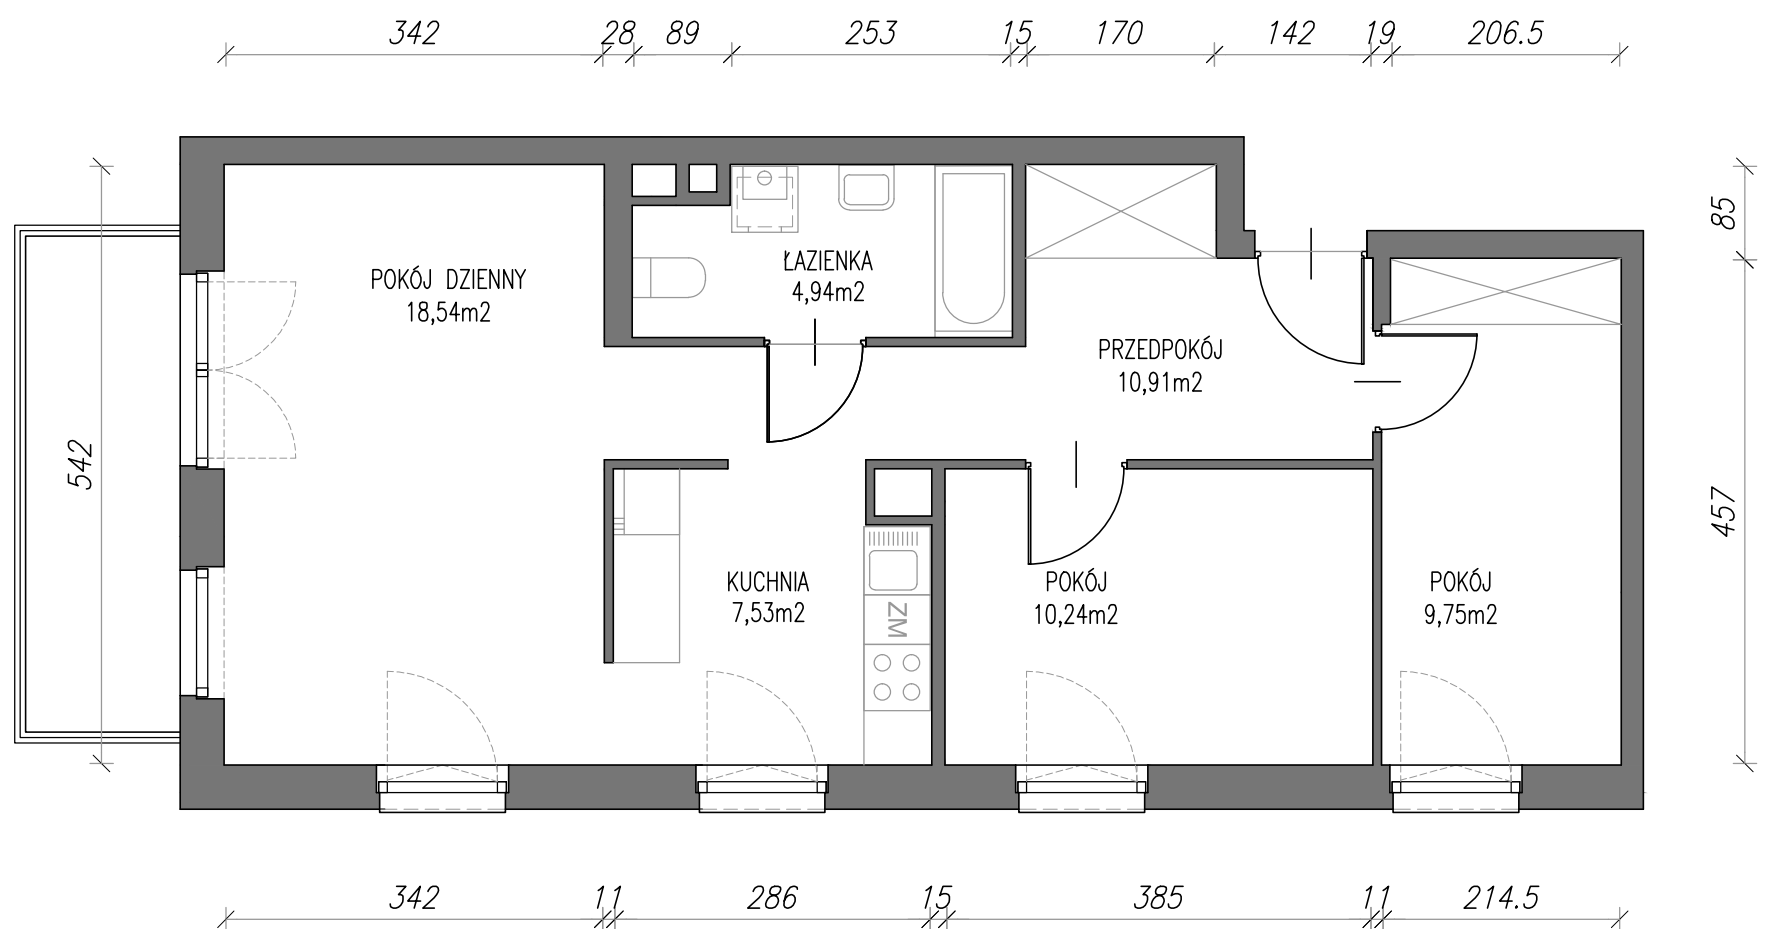 342 28 89 253 15 170 142 19 206.5
85
POKÓJ DZIENNY
18,54m2
ŁAZIENKA
4,94m2
PRZEDPOKÓJ
10,91m2
542
457
KUCHNIA
7,53m2
ZM
POKÓJ
10,24m2
POKÓJ
9,75m2
342 11 286 15 385 11 214.5